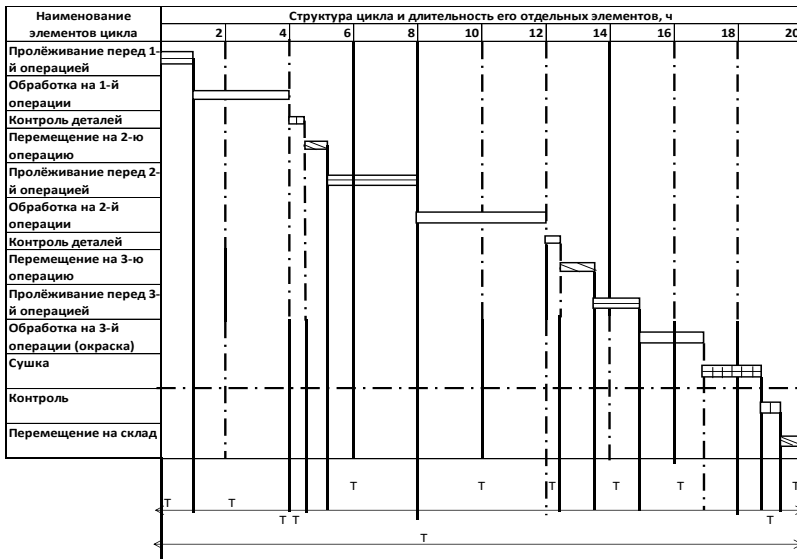 Наименование
элементов цикла
Структура цикла и длительность его отдельных элементов, ч
2 4 6 8 10 12 14 16 18 20
Пролёживание перед 1-
й операцией
Обработка на 1-й
операции
Контроль деталей
Перемещение на 2-ю
операцию
Пролёживание перед 2-
й операцией
Обработка на 2-й
операции
Контроль деталей
Перемещение на 3-ю
операцию
Пролёживание перед 3-
й операцией
Обработка на 3-й
операции (окраска)
Сушка
Контроль
Перемещение на склад
Т Т Т Т Т Т
Т Т
Т Т Т
Т